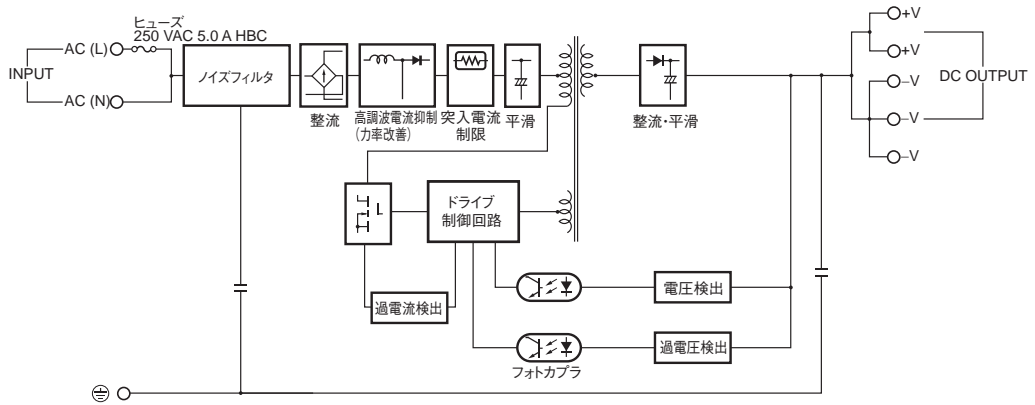 ヒューズ
250 VAC 5.0 A HBC
AC (L)
INPUT
AC (N)
ノイズフィルタ
整流
高調波電流抑制
(力率改善)
突入電流
制限
平滑
整流・平滑
+V
+V
−V
−V
−V
DC OUTPUT
ドライブ
制御回路
過電流検出
電圧検出
過電圧検出
フォトカプラ